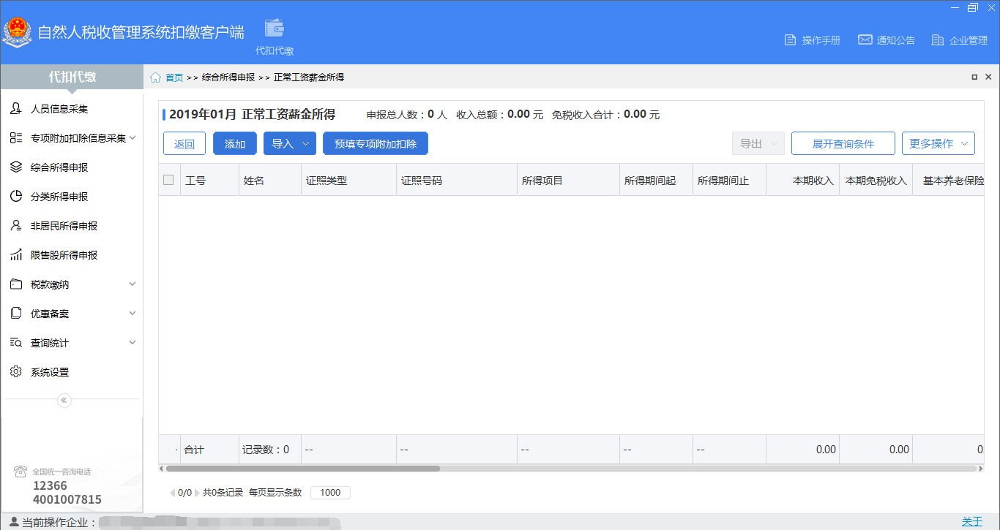 自然人税收管理系统扣缴客户端
代扣代缴
操作手册 通知公告 企业管理
代扣代缴
首页 >> 综合所得申报 >> 正常工资薪金所得
人员信息采集
专项附加扣除信息采集
综合所得申报
分类所得申报
非居民所得申报
限售股所得申报
税款缴纳
优惠备案
查询统计
系统设置
全国统一咨询电话
12366
4001007815
2019年01月 正常工资薪金所得 申报总人数：0 人 收入总额：0.00 元 免税收入合计：0.00 元
返回 添加 导入 预填专项附加扣除 导出 展开查询条件 更多操作
工号 姓名 证照类型 证照号码 所得项目 所得期间起 所得期间止 本期收入 本期免税收入 基本养老保险
合计 记录数：0 -- -- -- -- -- 0.00 0.00 0
0/0 共0条记录 每页显示条数 1000
当前操作企业： 关于